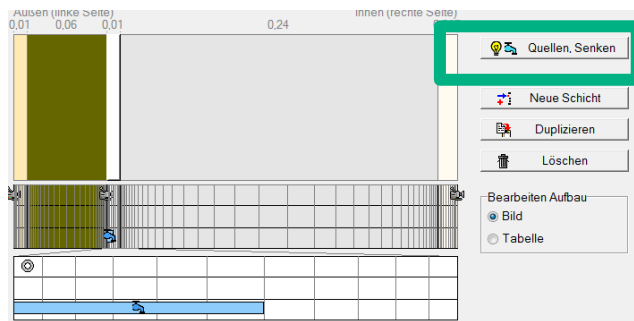 Außen (linke Seite) Innen (rechte Seite)
0,01 0,06 0,01 0,24
Quellen, Senken
Neue Schicht
Duplizieren
Löschen
Bearbeiten Aufbau
Bild
Tabelle